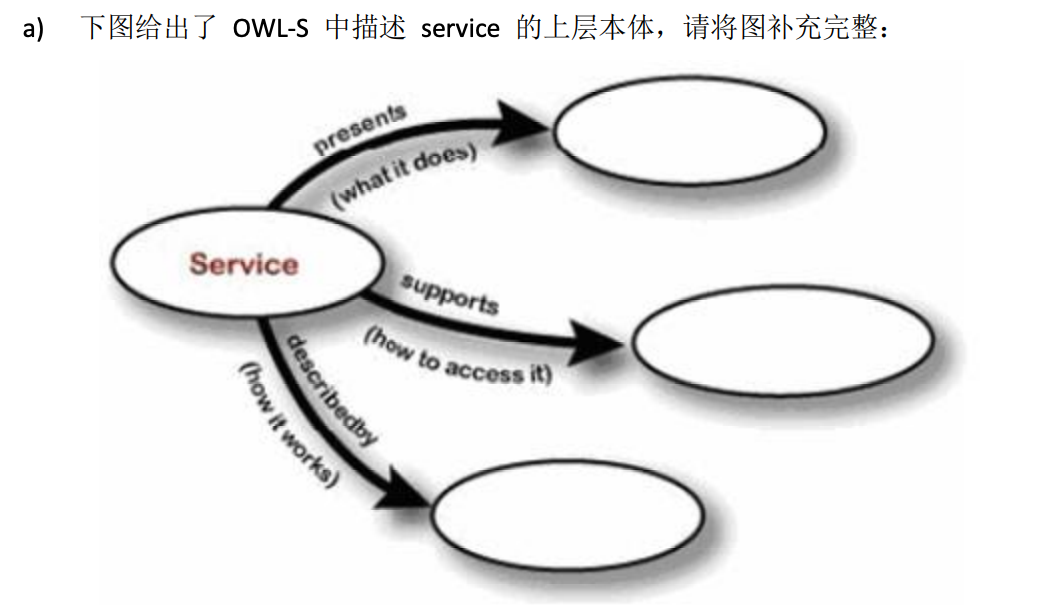 a) 下图给出了 OWL-S 中描述 service 的上层本体，请将图补充完整：
presents
(what it does)
Service
supports
(how to access it)
describedby
(how it works)